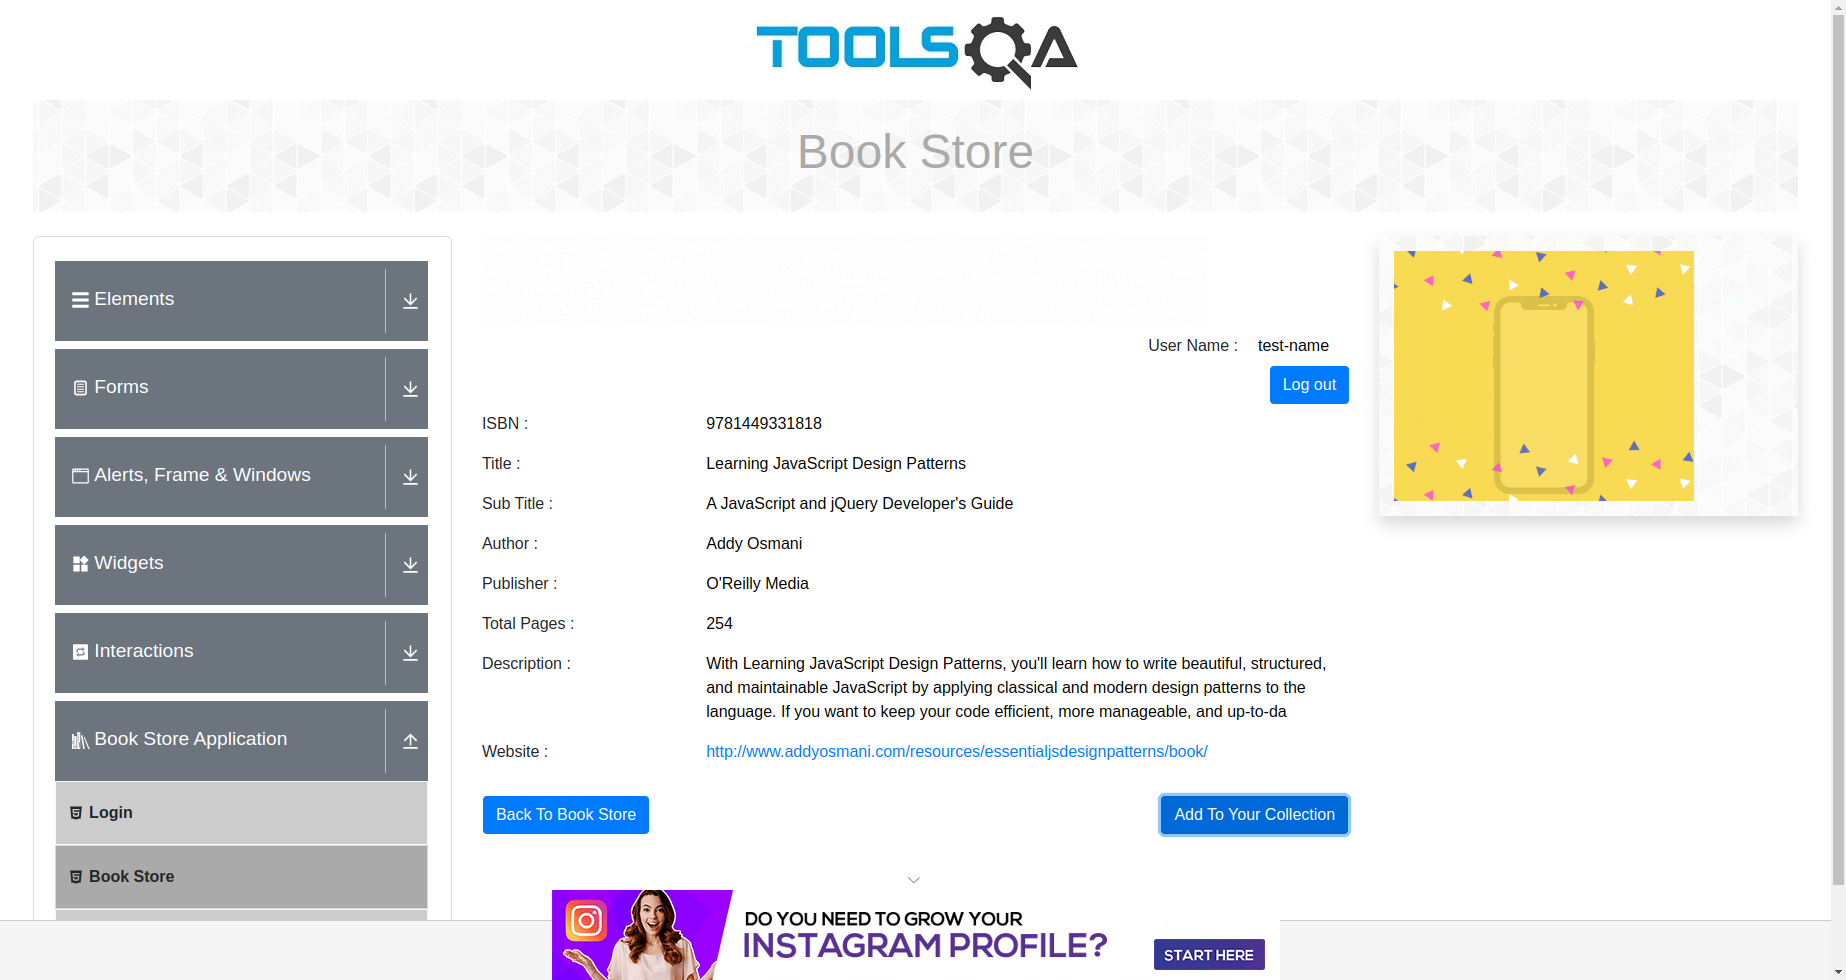 TOOLSQA
Book Store
Elements
Forms
Alerts, Frame & Windows
Widgets
Interactions
Book Store Application
Login
Book Store
User Name : test-name
Log out
ISBN : 9781449331818
Title : Learning JavaScript Design Patterns
Sub Title : A JavaScript and jQuery Developer's Guide
Author : Addy Osmani
Publisher : O'Reilly Media
Total Pages : 254
Description : With Learning JavaScript Design Patterns, you'll learn how to write beautiful, structured,
and maintainable JavaScript by applying classical and modern design patterns to the
language. If you want to keep your code efficient, more manageable, and up-to-da
Website : http://www.addyosmani.com/resources/essentialjsdesignpatterns/book/
Back To Book Store
Add To Your Collection
DO YOU NEED TO GROW YOUR
INSTAGRAM PROFILE?
START HERE